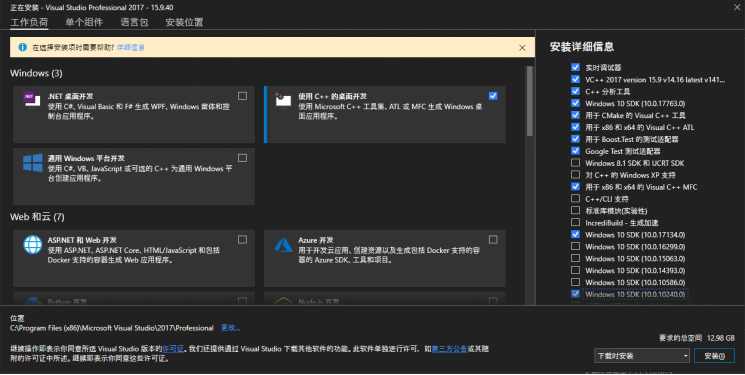 正在安装 - Visual Studio Professional 2017 - 15.9.40
工作负荷 单个组件 语言包 安装位置
在选择安装项时需要帮助? 详细信息
Windows (3)
.NET 桌面开发
使用 C#, Visual Basic 和 F# 生成 WPF、Windows 窗体和控
制台应用程序。
使用 C++ 的桌面开发
使用 Microsoft C++ 工具集、ATL 或 MFC 生成 Windows 桌
面应用程序。
通用 Windows 平台开发
使用 C#、VB、JavaScript 或可选的 C++ 为通用 Windows 平
台创建应用程序。
Web 和云 (7)
ASP.NET 和 Web 开发
使用 ASP.NET、ASP.NET Core、HTML/JavaScript 和包括
Docker 支持的容器生成 Web 应用程序。
Azure 开发
用于开发云应用、创建资源以及生成包括 Docker 支持的容
器的 Azure SDK、工具和项目。
Python 开发
Node.js 开发
安装详细信息
实时调试器
VC++ 2017 version 15.9 v14.16 latest v141...
C++ 分析工具
Windows 10 SDK (10.0.17763.0)
用于 CMake 的 Visual C++ 工具
用于 x86 和 x64 的 Visual C++ ATL
用于 Boost.Test 的测试适配器
Google Test 测试适配器
Windows 8.1 SDK 和 UCRT SDK
对 C++ 的 Windows XP 支持
用于 x86 和 x64 的 Visual C++ MFC
C++/CLI 支持
标准库模块(实验性)
IncrediBuild - 生成加速
Windows 10 SDK (10.0.17134.0)
Windows 10 SDK (10.0.16299.0)
Windows 10 SDK (10.0.15063.0)
Windows 10 SDK (10.0.14393.0)
Windows 10 SDK (10.0.10586.0)
Windows 10 SDK (10.0.10240.0)
位置
C:\Program Files (x86)\Microsoft Visual Studio\2017\Professional 更改...
要求的总空间 12.98 GB
继续操作即表示你同意所选 Visual Studio 版本的许可证。我们还提供通过 Visual Studio 下载其他软件的功能。此软件单独进行许可，如第三方公告或其随
附的许可证中所述。继续即表示你同意这些许可证。
下载时安装 安装(I)